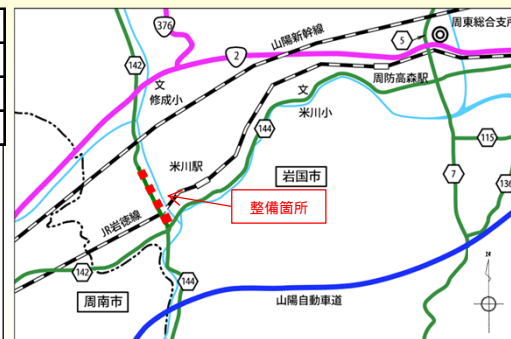 376
山陽新幹線
5
周東総合支所
142
2
文
修成小
周防高森駅
文
米川小
144
115
米川駅
岩国市
7
136
整備箇所
JR岩徳線
142
144
周南市
山陽自動車道
N